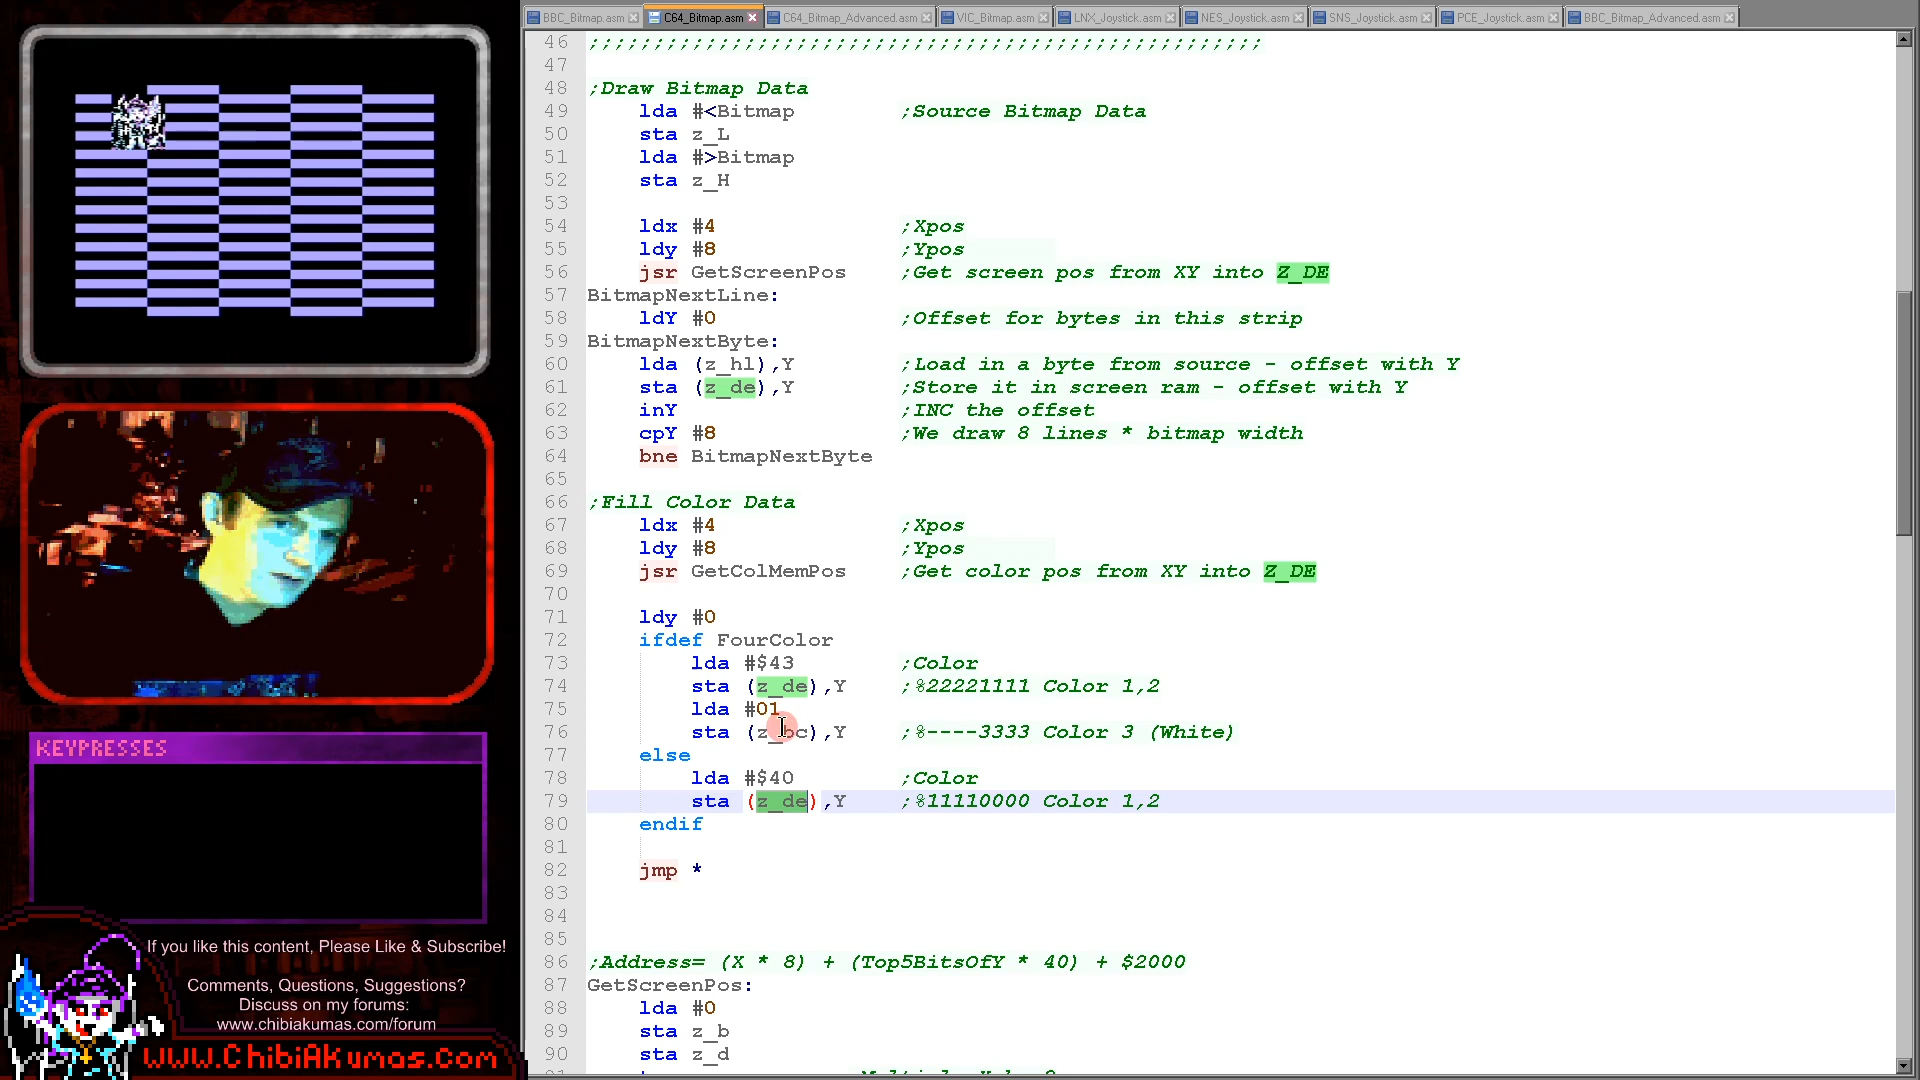 BBC_Bitmap.asm C64_Bitmap.asm C64_Bitmap_Advanced.asm VIC_Bitmap.asm LNX_Joystick.asm NES_Joystick.asm SNS_Joystick.asm PCE_Joystick.asm BBC_Bitmap_Advanced.asm
46 ;;;;;;;;;;;;;;;;;;;;;;;;;;;;;;;;;;;;;;;;;;;;;;;;;;;;
47
48 ;Draw Bitmap Data
49 lda #<Bitmap ;Source Bitmap Data
50 sta z_L
51 lda #>Bitmap
52 sta z_H
53
54 ldx #4 ;Xpos
55 ldy #8 ;Ypos
56 jsr GetScreenPos ;Get screen pos from XY into Z_DE
57 BitmapNextLine:
58 ldY #0 ;Offset for bytes in this strip
59 BitmapNextByte:
60 lda (z_hl),Y ;Load in a byte from source - offset with Y
61 sta (z_de),Y ;Store it in screen ram - offset with Y
62 inY ;INC the offset
63 cpY #8 ;We draw 8 lines * bitmap width
64 bne BitmapNextByte
65
66 ;Fill Color Data
67 ldx #4 ;Xpos
68 ldy #8 ;Ypos
69 jsr GetColMemPos ;Get color pos from XY into Z_DE
70
71 ldy #0
72 ifdef FourColor
73 lda #$43 ;Color
74 sta (z_de),Y ;%22221111 Color 1,2
75 lda #01
76 sta (z_bc),Y ;%----3333 Color 3 (White)
77 else
78 lda #$40 ;Color
79 sta (z_de),Y ;%11110000 Color 1,2
80 endif
81
82 jmp *
83
84
85
86 ;Address= (X * 8) + (Top5BitsOfY * 40) + $2000
87 GetScreenPos:
88 lda #0
89 sta z_b
90 sta z_d
KEYPRESSES
If you like this content, Please Like & Subscribe!
Comments, Questions, Suggestions?
Discuss on my forums:
www.chibiakumas.com/forum
www.ChibiAkumas.com